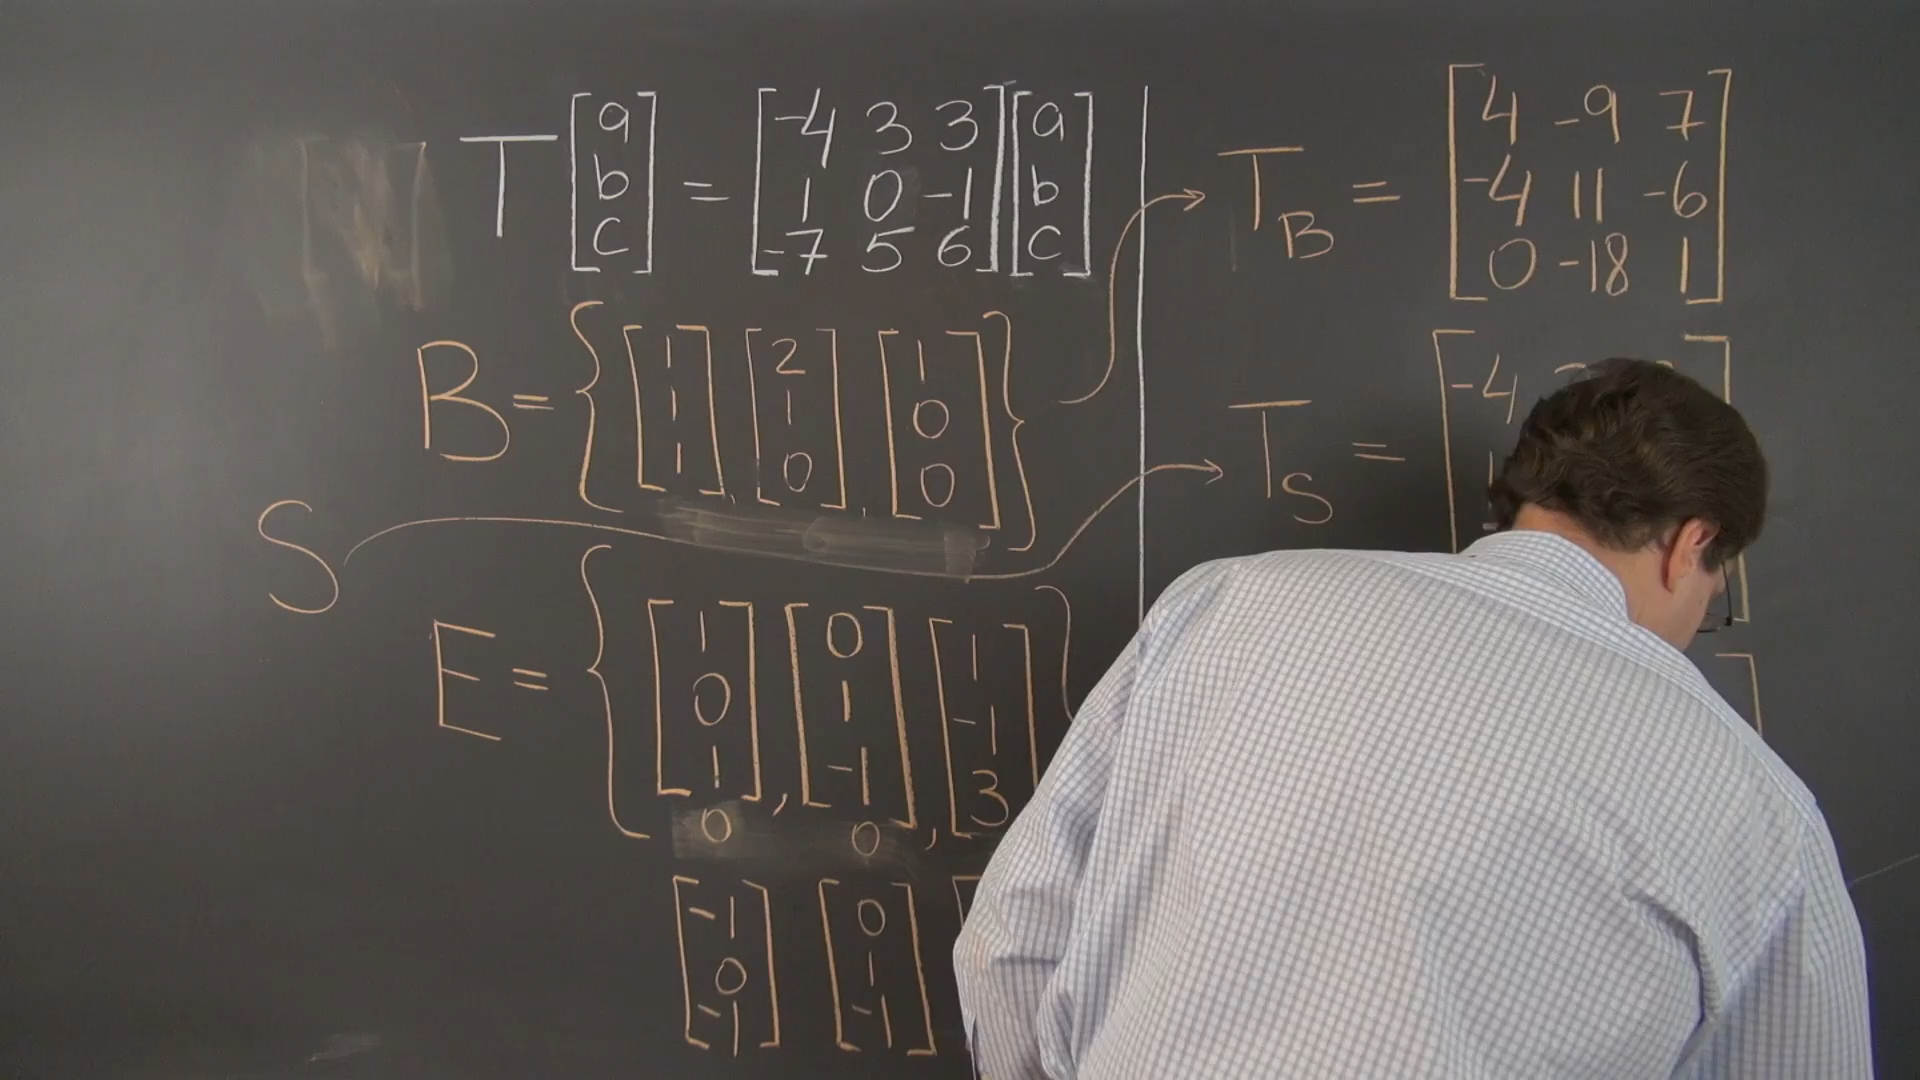 T [a b c] = [-4 3 3] [a b c]
1 0 -1
-7 5 6
B = { [1 1 1], [2 1 0], [1 0 0] }
S
E = { [1 0 1], [0 1 -1], [1 -1 3] }
0 0
[-1 0 -1] [0 1 -1]
T_B = [4 -9 7]
-4 11 -6
0 -18 1
T_S = [-4